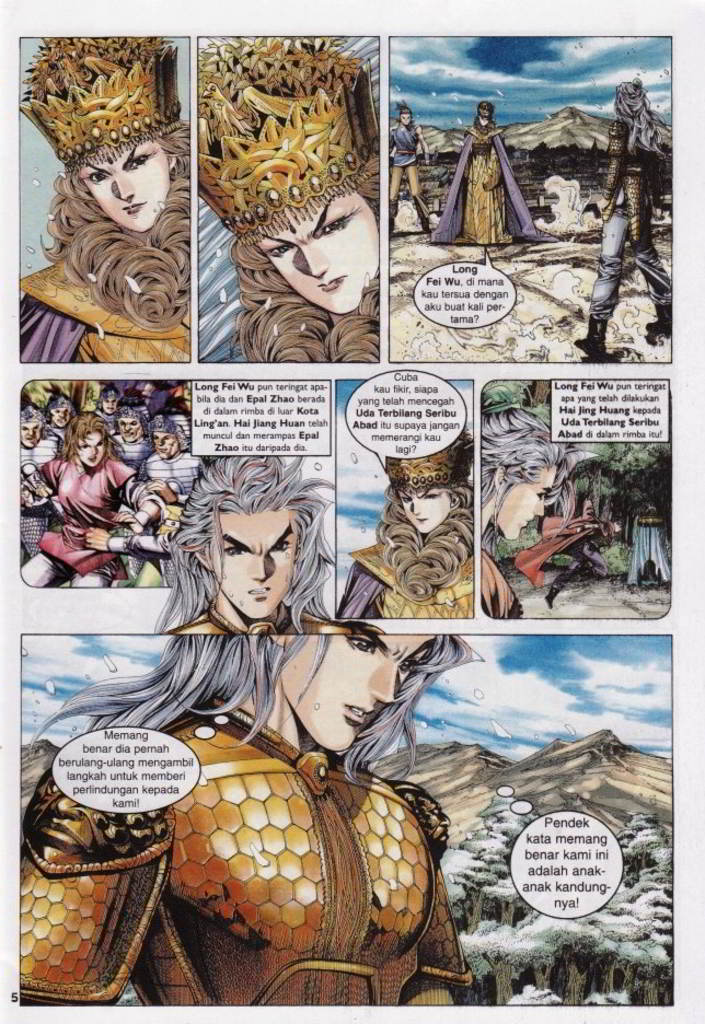 Long
Fei Wu, di mana
kau tersua dengan
aku buat kali per-
tama?
Long Fei Wu pun teringat apa-
bila dia dan Epal Zhao berada
di dalam rimba di luar Kota
Ling'an. Hai Jiang Huan telah
muncul dan merampas Epal
Zhao itu daripada dia.
Cuba
kau fikir, siapa
yang telah mencegah
Uda Terbilang Seribu
Abad itu supaya jangan
memerangi kau
lagi?
Long Fei Wu pun teringat
apa yang telah dilakukan
Hai Jing Huang kepada
Uda Terbilang Seribu
Abad di dalam rimba itu!
Memang
benar dia pernah
berulang-ulang mengambil
langkah untuk memberi
perlindungan kepada
kami!
Pendek
kata memang
benar kami ini
adalah anak-
anak kandung-
nya!
5